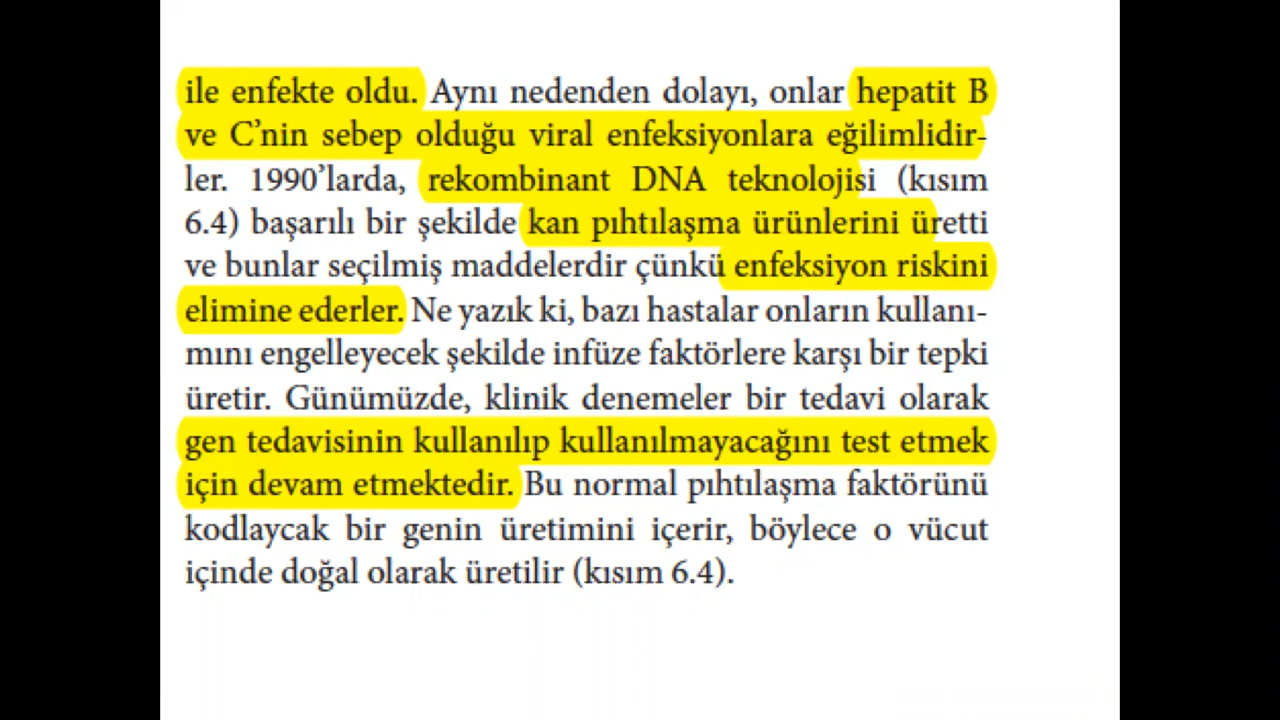 ile enfekte oldu. Aynı nedenden dolayı, onlar hepatit B
ve C’nin sebep olduğu viral enfeksiyonlara eğilimlidir-
ler. 1990’larda, rekombinant DNA teknolojisi (kısım
6.4) başarılı bir şekilde kan pıhtılaşma ürünlerini üretti
ve bunlar seçilmiş maddelerdir çünkü enfeksiyon riskini
elimine ederler. Ne yazık ki, bazı hastalar onların kullanı-
mını engelleyecek şekilde infüze faktörlere karşı bir tepki
üretir. Günümüzde, klinik denemeler bir tedavi olarak
gen tedavisinin kullanılıp kullanılmayacağını test etmek
için devam etmektedir. Bu normal pıhtılaşma faktörünü
kodlaycak bir genin üretimini içerir, böylece o vücut
içinde doğal olarak üretilir (kısım 6.4).